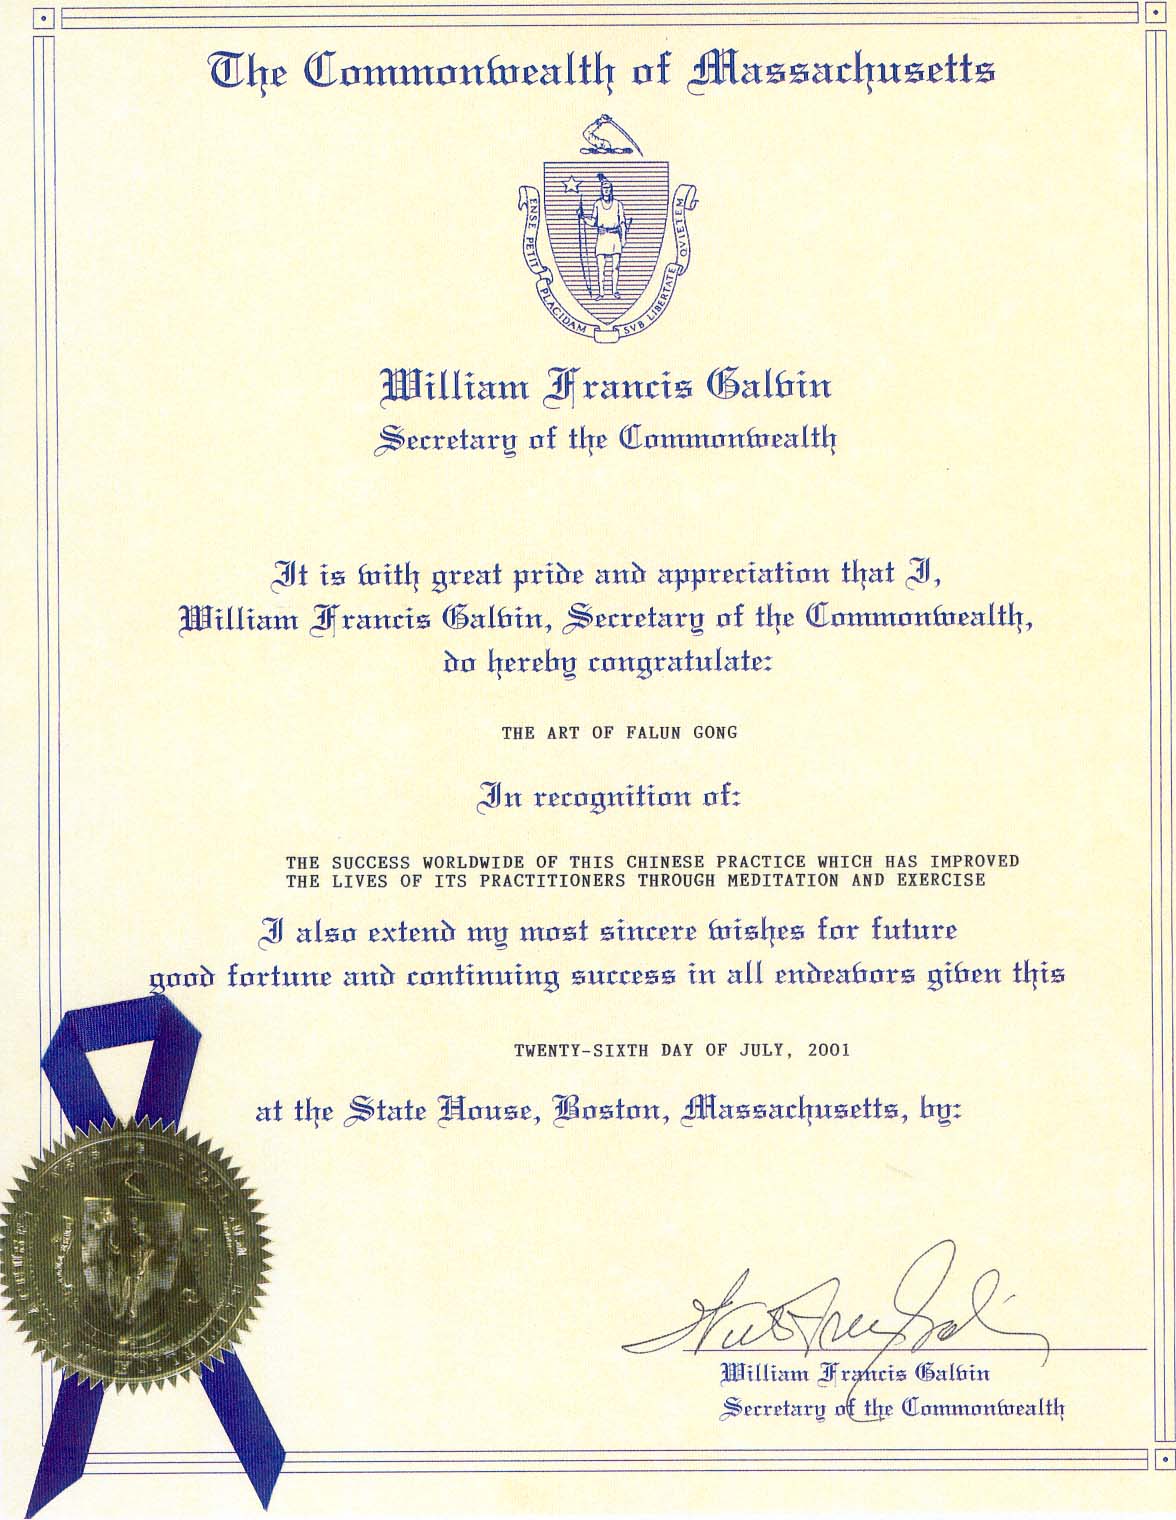 The Commonwealth of Massachusetts
ENSE PETIT PLACIDAM SVB LIBERTATE QVIETEM
William Francis Galvin
Secretary of the Commonwealth
It is with great pride and appreciation that I,
William Francis Galvin, Secretary of the Commonwealth,
do hereby congratulate:
THE ART OF FALUN GONG
In recognition of:
THE SUCCESS WORLDWIDE OF THIS CHINESE PRACTICE WHICH HAS IMPROVED
THE LIVES OF ITS PRACTITIONERS THROUGH MEDITATION AND EXERCISE
I also extend my most sincere wishes for future
good fortune and continuing success in all endeavors given this
TWENTY-SIXTH DAY OF JULY, 2001
at the State House, Boston, Massachusetts, by:
William Francis Galvin
Secretary of the Commonwealth